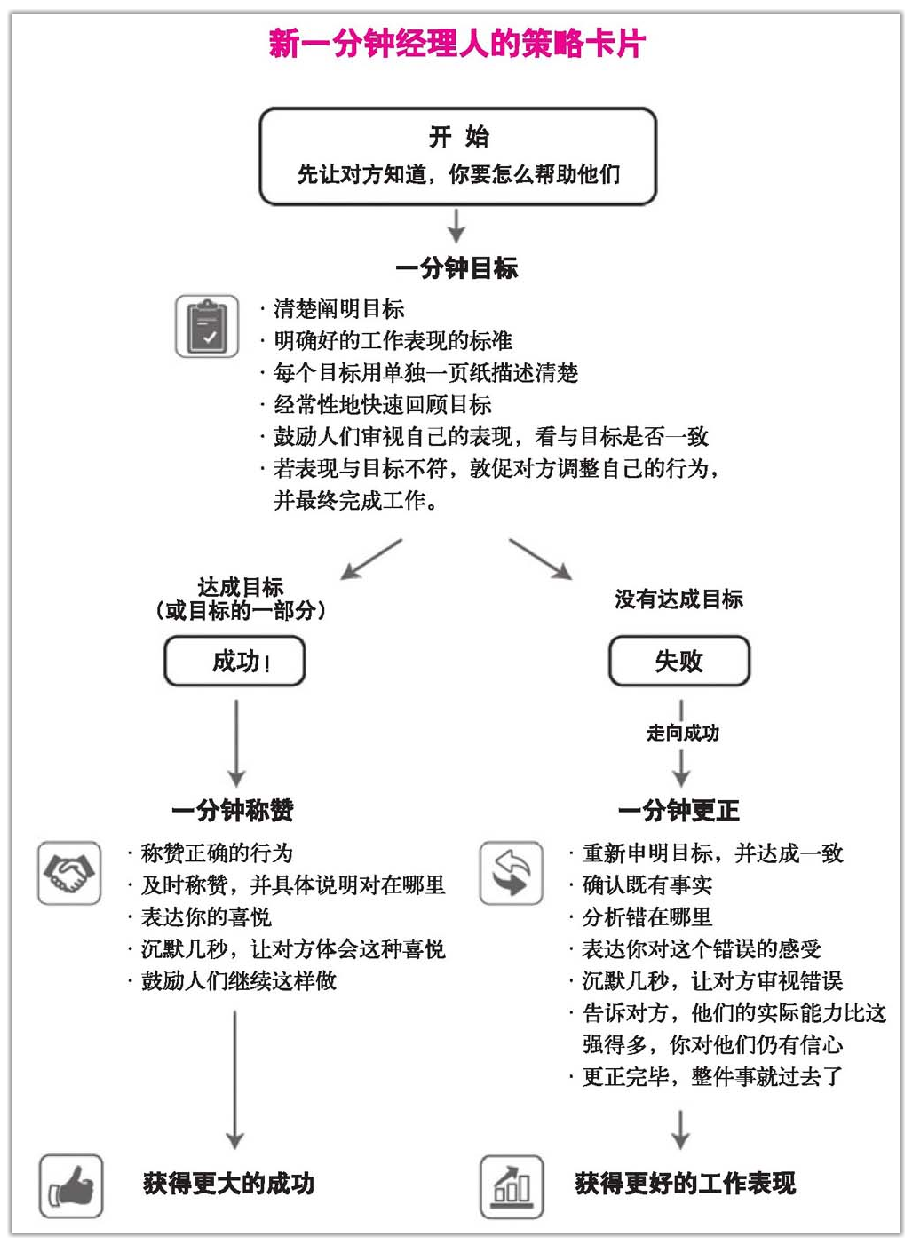 新一分钟经理人的策略卡片
开 始
先让对方知道，你要怎么帮助他们
一分钟目标
· 清楚阐明目标
· 明确好的工作表现的标准
· 每个目标用单独一页纸描述清楚
· 经常性地快速回顾目标
· 鼓励人们审视自己的表现，看与目标是否一致
· 若表现与目标不符，敦促对方调整自己的行为，
并最终完成工作。
达成目标
（或目标的一部分）
成功！
一分钟称赞
· 称赞正确的行为
· 及时称赞，并具体说明对在哪里
· 表达你的喜悦
· 沉默几秒，让对方体会这种喜悦
· 鼓励人们继续这样做
获得更大的成功
没有达成目标
失败
走向成功
一分钟更正
· 重新申明目标，并达成一致
· 确认既有事实
· 分析错在哪里
· 表达你对这个错误的感受
· 沉默几秒，让对方审视错误
· 告诉对方，他们的实际能力比这
强得多，你对他们仍有信心
· 更正完毕，整件事就过去了
获得更好的工作表现